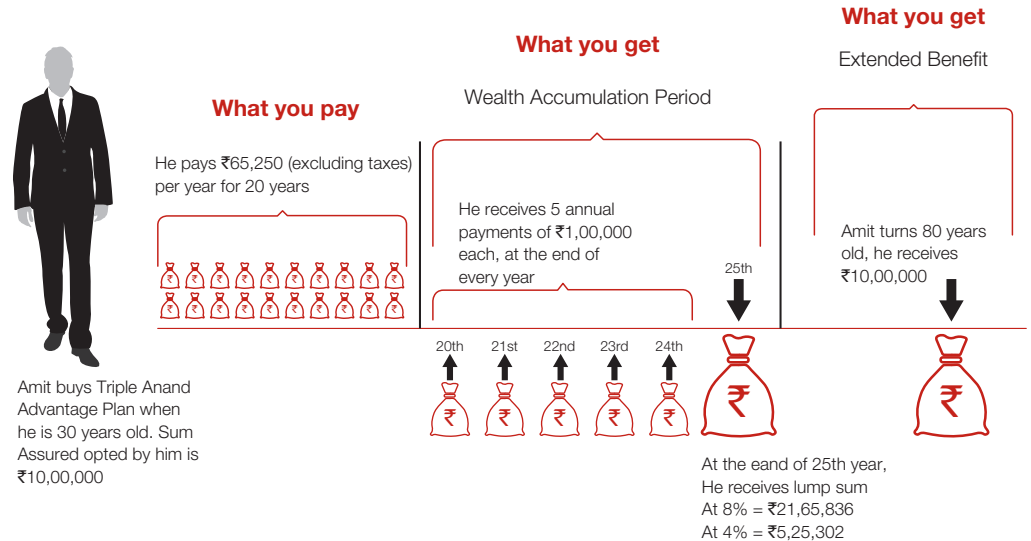 What you pay
He pays ₹65,250 (excluding taxes)
per year for 20 years
What you get
Wealth Accumulation Period
He receives 5 annual
payments of ₹1,00,000
each, at the end of
every year
20th
21st
22nd
23rd
24th
25th
What you get
Extended Benefit
Amit turns 80 years
old, he receives
₹10,00,000
Amit buys Triple Anand
Advantage Plan when
he is 30 years old. Sum
Assured opted by him is
₹10,00,000
At the eand of 25th year,
He receives lump sum
At 8% = ₹21,65,836
At 4% = ₹5,25,302